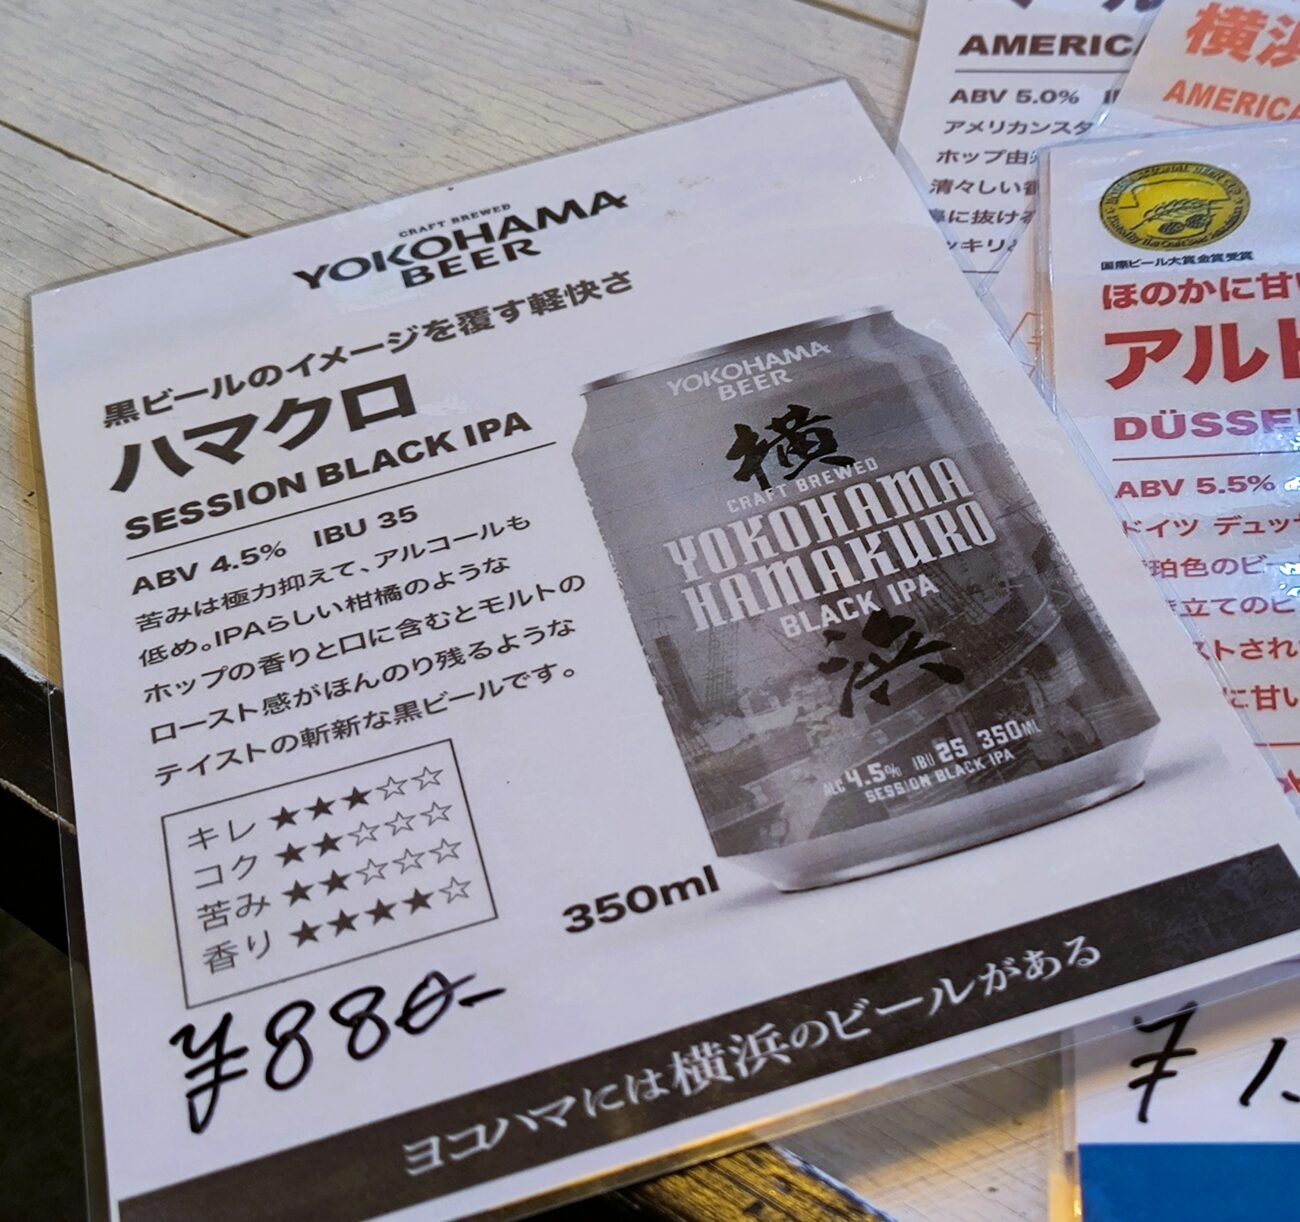 CRAFT BREWED
YOKOHAMA
BEER
黒ビールのイメージを覆す軽快さ
ハマクロ
SESSION BLACK IPA
ABV 4.5% IBU 35
苦みは極力抑えて、アルコールも
低め。IPAらしい柑橘のような
ホップの香りと口に含むとモルトの
ロースト感がほんのり残るような
テイストの斬新な黒ビールです。
キレ ★★★☆☆
コク ★★☆☆☆
苦み ★★☆☆☆
香り ★★★★☆
¥880-
350ml
ヨコハマには横浜のビールがある
YOKOHAMA
BEER
横
CRAFT BREWED
YOKOHAMA
HAMAKURO
BLACK IPA
浜
ALC 4.5% IBU 25 350ML
SESSION BLACK IPA
ABV 5.0%
アメリカンスタ
ホップ由
清々しい
に抜ける
ッキリ
横浜
国際ビール大賞金賞受賞
ほのかに甘
アルト
ABV 5.5%
ドイツ デュッセ
珀色のビー
立てのビ
ストされ
に甘い
¥1